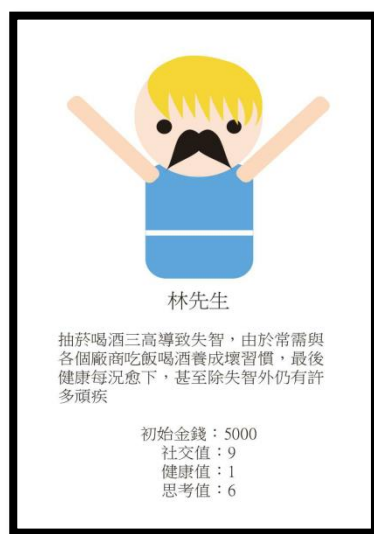 林先生
抽菸喝酒三高導致失智，由於常需與
各個廠商吃飯喝酒養成壞習慣，最後
健康每況愈下，甚至除失智外仍有許
多頑疾
初始金錢：5000
社交值：9
健康值：1
思考值：6